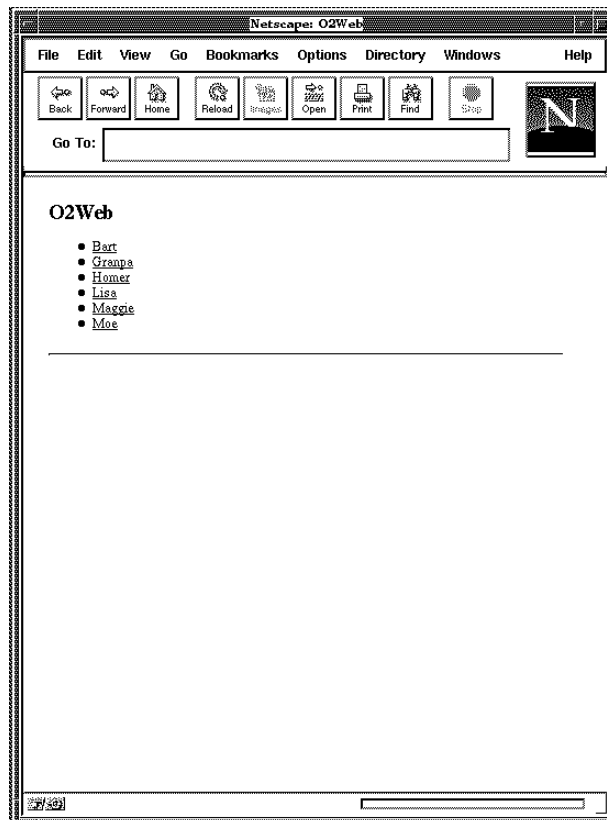 Netscape: O2Web
File Edit View Go Bookmarks Options Directory Windows Help
Back Forward Home Reload Images Open Print Find Stop
N
Go To:
O2Web
Bart
Granpa
Homer
Lisa
Maggie
Moe